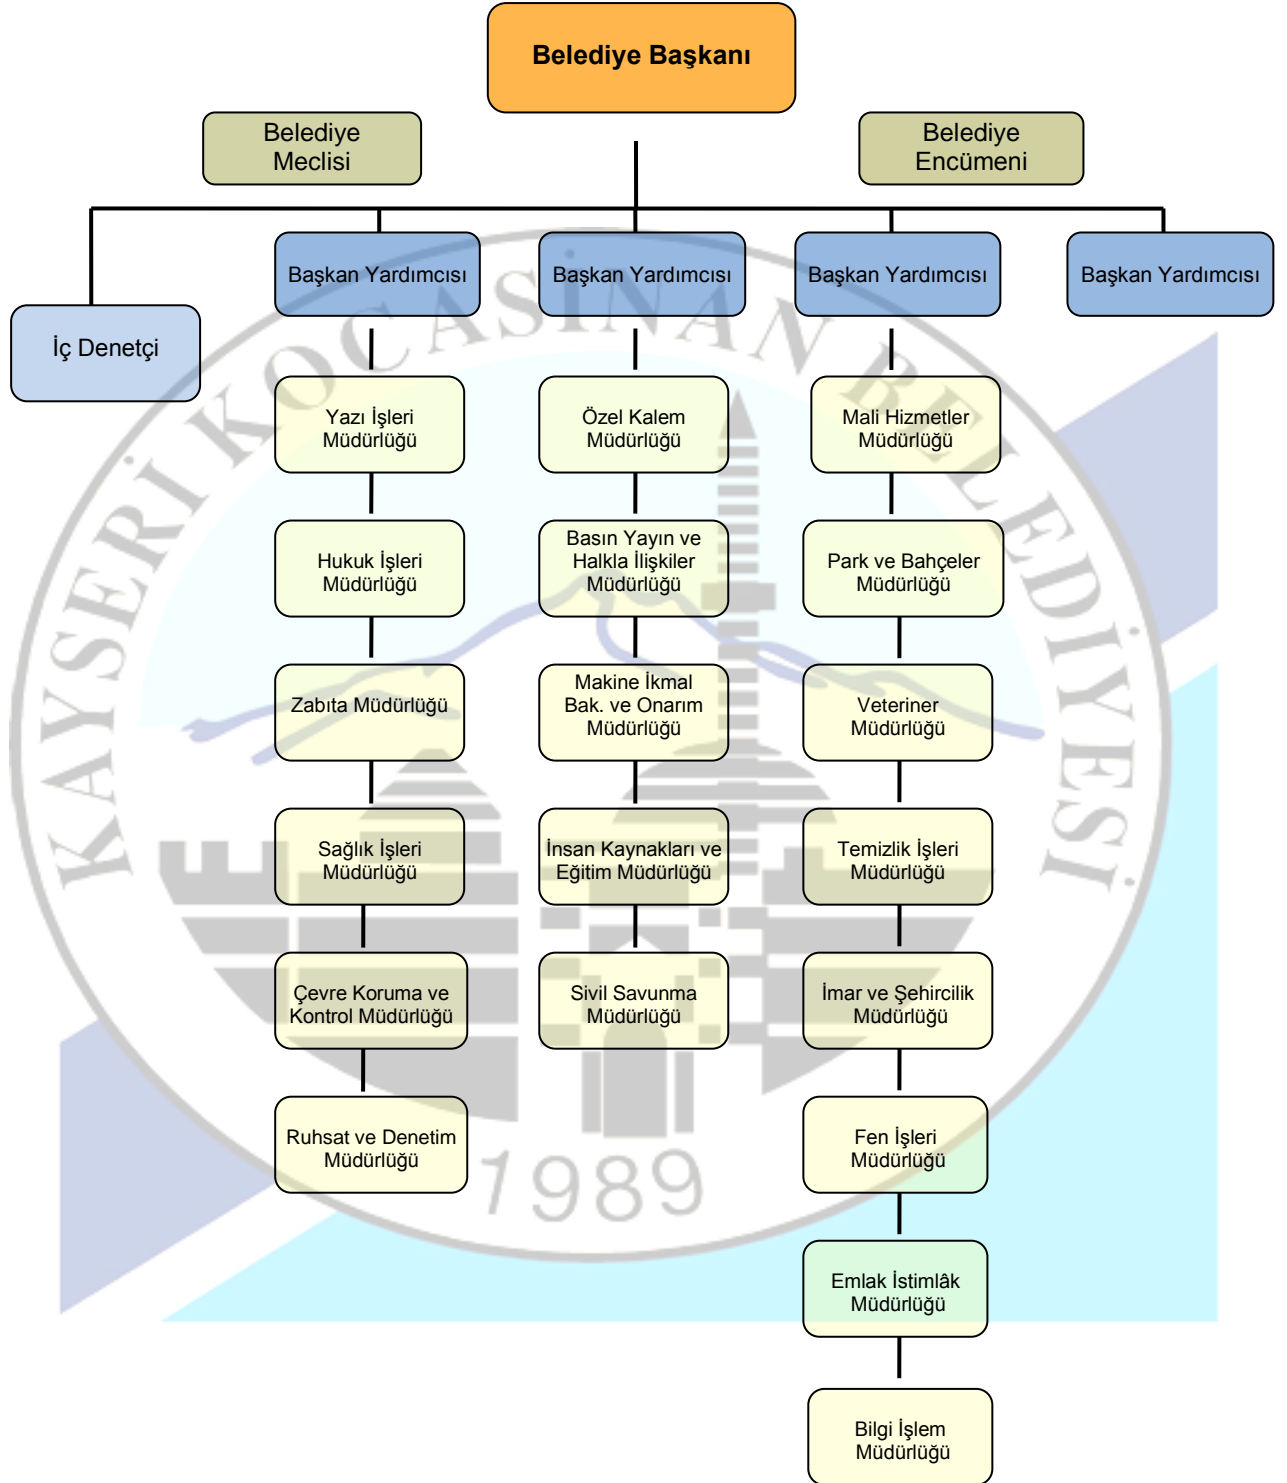 Belediye Başkanı
Belediye
Meclisi
Belediye
Encümeni
Başkan Yardımcısı
Başkan Yardımcısı
Başkan Yardımcısı
Başkan Yardımcısı
İç Denetçi
Yazı İşleri
Müdürlüğü
Özel Kalem
Müdürlüğü
Mali Hizmetler
Müdürlüğü
Hukuk İşleri
Müdürlüğü
Basın Yayın ve
Halkla İlişkiler
Müdürlüğü
Park ve Bahçeler
Müdürlüğü
Zabıta Müdürlüğü
Makine İkmal
Bak. ve Onarım
Müdürlüğü
Veteriner
Müdürlüğü
Sağlık İşleri
Müdürlüğü
İnsan Kaynakları ve
Eğitim Müdürlüğü
Temizlik İşleri
Müdürlüğü
Çevre Koruma ve
Kontrol Müdürlüğü
Sivil Savunma
Müdürlüğü
İmar ve Şehircilik
Müdürlüğü
Ruhsat ve Denetim
Müdürlüğü
Fen İşleri
Müdürlüğü
Emlak İstimlâk
Müdürlüğü
Bilgi İşlem
Müdürlüğü
KAYSERİ KOCASİNAN BELEDİYESİ
1989